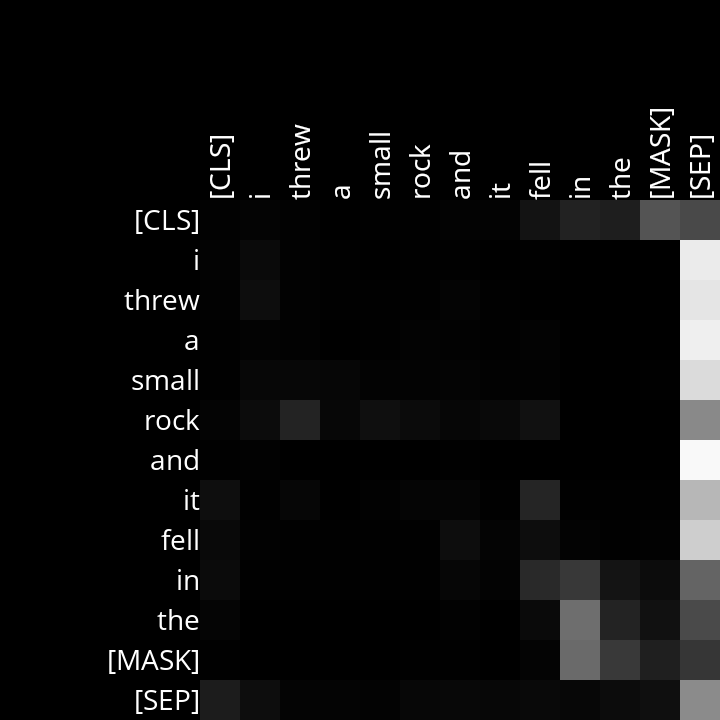 [CLS] i threw a small rock and it fell in the [MASK] [SEP]
[CLS]
i
threw
a
small
rock
and
it
fell
in
the
[MASK]
[SEP]